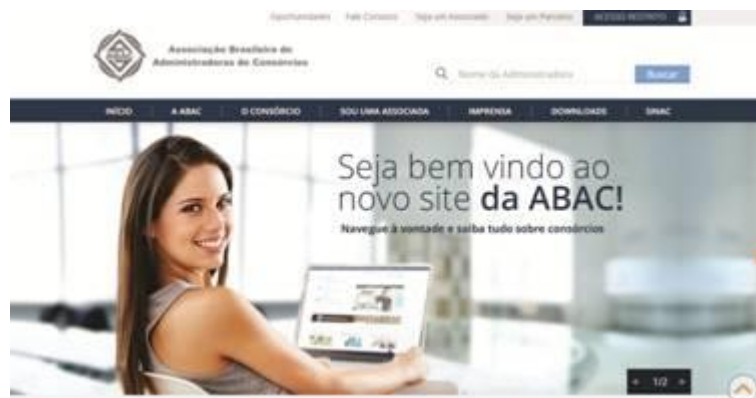 Oportunidades Fale Conosco Seja um Associado Seja um Parceiro ACESSO RESTRITO
Associação Brasileira de
Administradoras de Consórcios
Nome da Administradora Buscar
INÍCIO A ABAC O CONSÓRCIO SOU UMA ASSOCIADA IMPRENSA DOWNLOADS SINAC
Seja bem vindo ao
novo site da ABAC!
Navegue à vontade e saiba tudo sobre consórcios
1/2